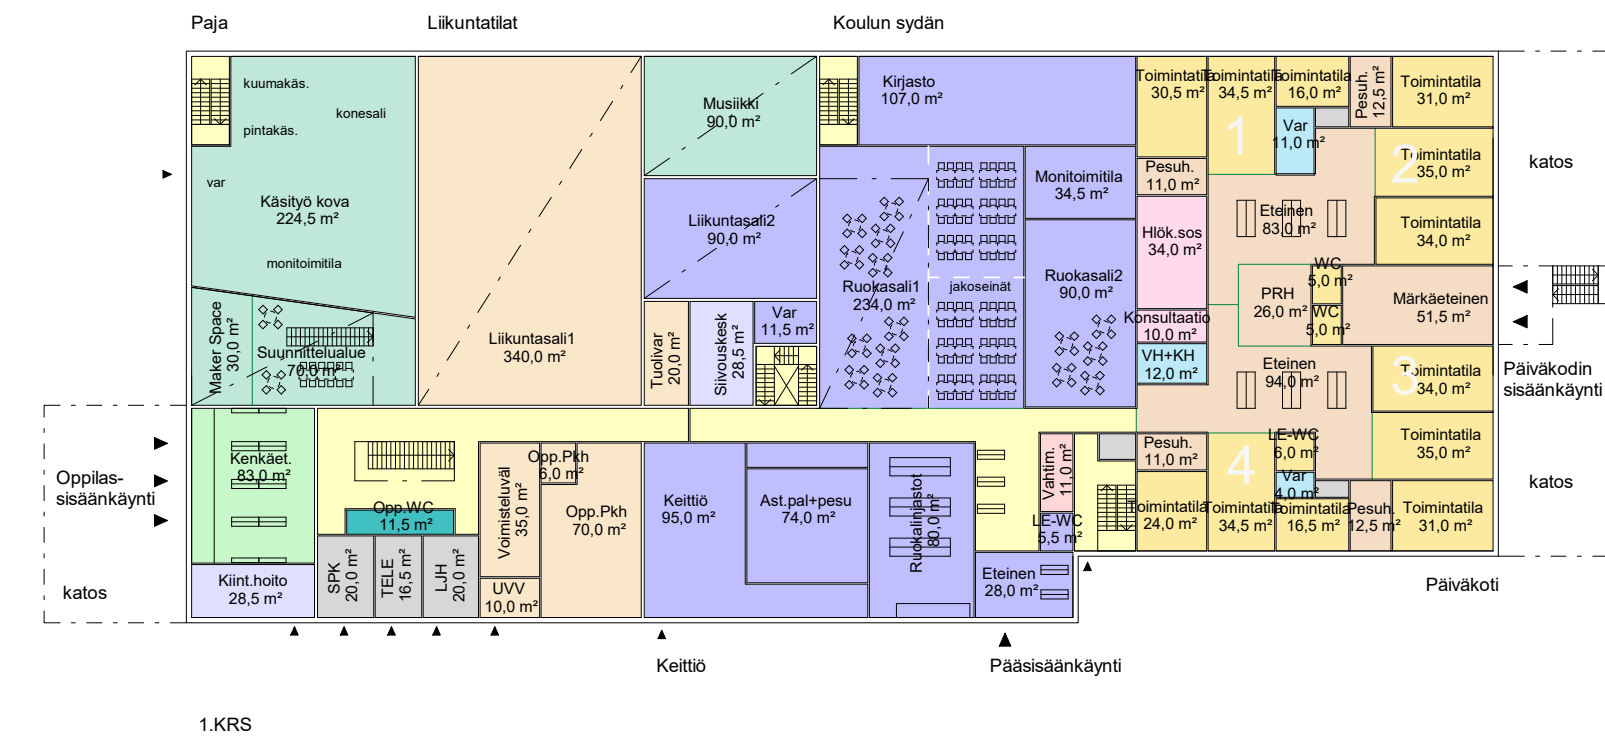 Paja
Liikuntatilat
Koulun sydän
kuumakäs.
konesali
pintakäs.
var
Käsityö kova
224,5 m²
monitoimitila
Maker Space
30,0 m²
Suunnittelualue
70,0 m²
Liikuntasali1
340,0 m²
Musiikki
90,0 m²
Liikuntasali2
90,0 m²
Tuolivar
20,0 m²
Siivouskesk
28,5 m²
Var
11,5 m²
Kirjasto
107,0 m²
Ruokasali1
234,0 m²
jakoseinät
Monitoimitila
34,5 m²
Ruokasali2
90,0 m²
Toimintatila
30,5 m²
Toimintatila
34,5 m²
Toimintatila
16,0 m²
Pesuh.
12,5 m²
Toimintatila
31,0 m²
1
Var
11,0 m²
2
Toimintatila
35,0 m²
Pesuh.
11,0 m²
Hlök.sos
34,0 m²
Eteinen
83,0 m²
Toimintatila
34,0 m²
WC
5,0 m²
PRH
26,0 m²
WC
5,0 m²
Märkäeteinen
51,5 m²
Konsultaatio
10,0 m²
VH+KH
12,0 m²
Eteinen
94,0 m²
3
Toimintatila
34,0 m²
Toimintatila
35,0 m²
Pesuh.
11,0 m²
4
LE-WC
6,0 m²
Var
4,0 m²
Toimintatila
24,0 m²
Toimintatila
34,5 m²
Toimintatila
16,5 m²
Pesuh.
12,5 m²
Toimintatila
31,0 m²
katos
Päiväkodin
sisäänkäynti
katos
Päiväkoti
Oppilas-
sisäänkäynti
katos
Kenkäet.
83,0 m²
Kiint.hoito
28,5 m²
Opp.WC
11,5 m²
SPK
20,0 m²
TELE
16,5 m²
LJH
20,0 m²
Voimisteluväl
35,0 m²
UVV
10,0 m²
Opp.Pkh
6,0 m²
Opp.Pkh
70,0 m²
Keittiö
95,0 m²
Ast.pal+pesu
74,0 m²
Ruokalinjastot
80,0 m²
Vahtim.
11,0 m²
LE-WC
5,5 m²
Eteinen
28,0 m²
Keittiö
Pääsisäänkäynti
1.KRS